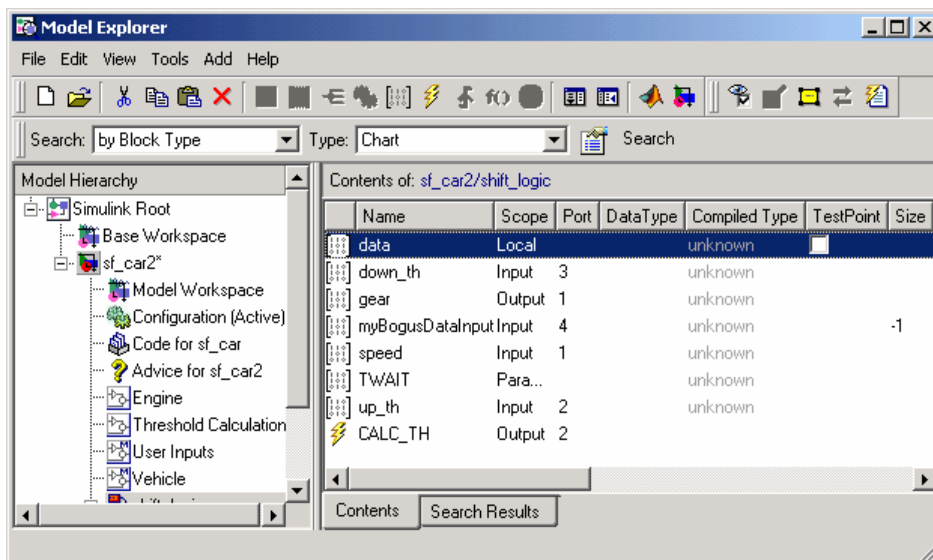 Model Explorer
File Edit View Tools Add Help
Search: by Block Type Type: Chart Search
Model Hierarchy
Simulink Root
Base Workspace
sf_car2*
Model Workspace
Configuration (Active)
Code for sf_car
Advice for sf_car2
Engine
Threshold Calculation
User Inputs
Vehicle
Contents of: sf_car2/shift_logic
Name Scope Port DataType Compiled Type TestPoint Size
data Local unknown
down_th Input 3 unknown
gear Output 1 unknown
myBogusDataInput Input 4 unknown -1
speed Input 1 unknown
TWAIT Para... unknown
up_th Input 2 unknown
CALC_TH Output 2
Contents Search Results